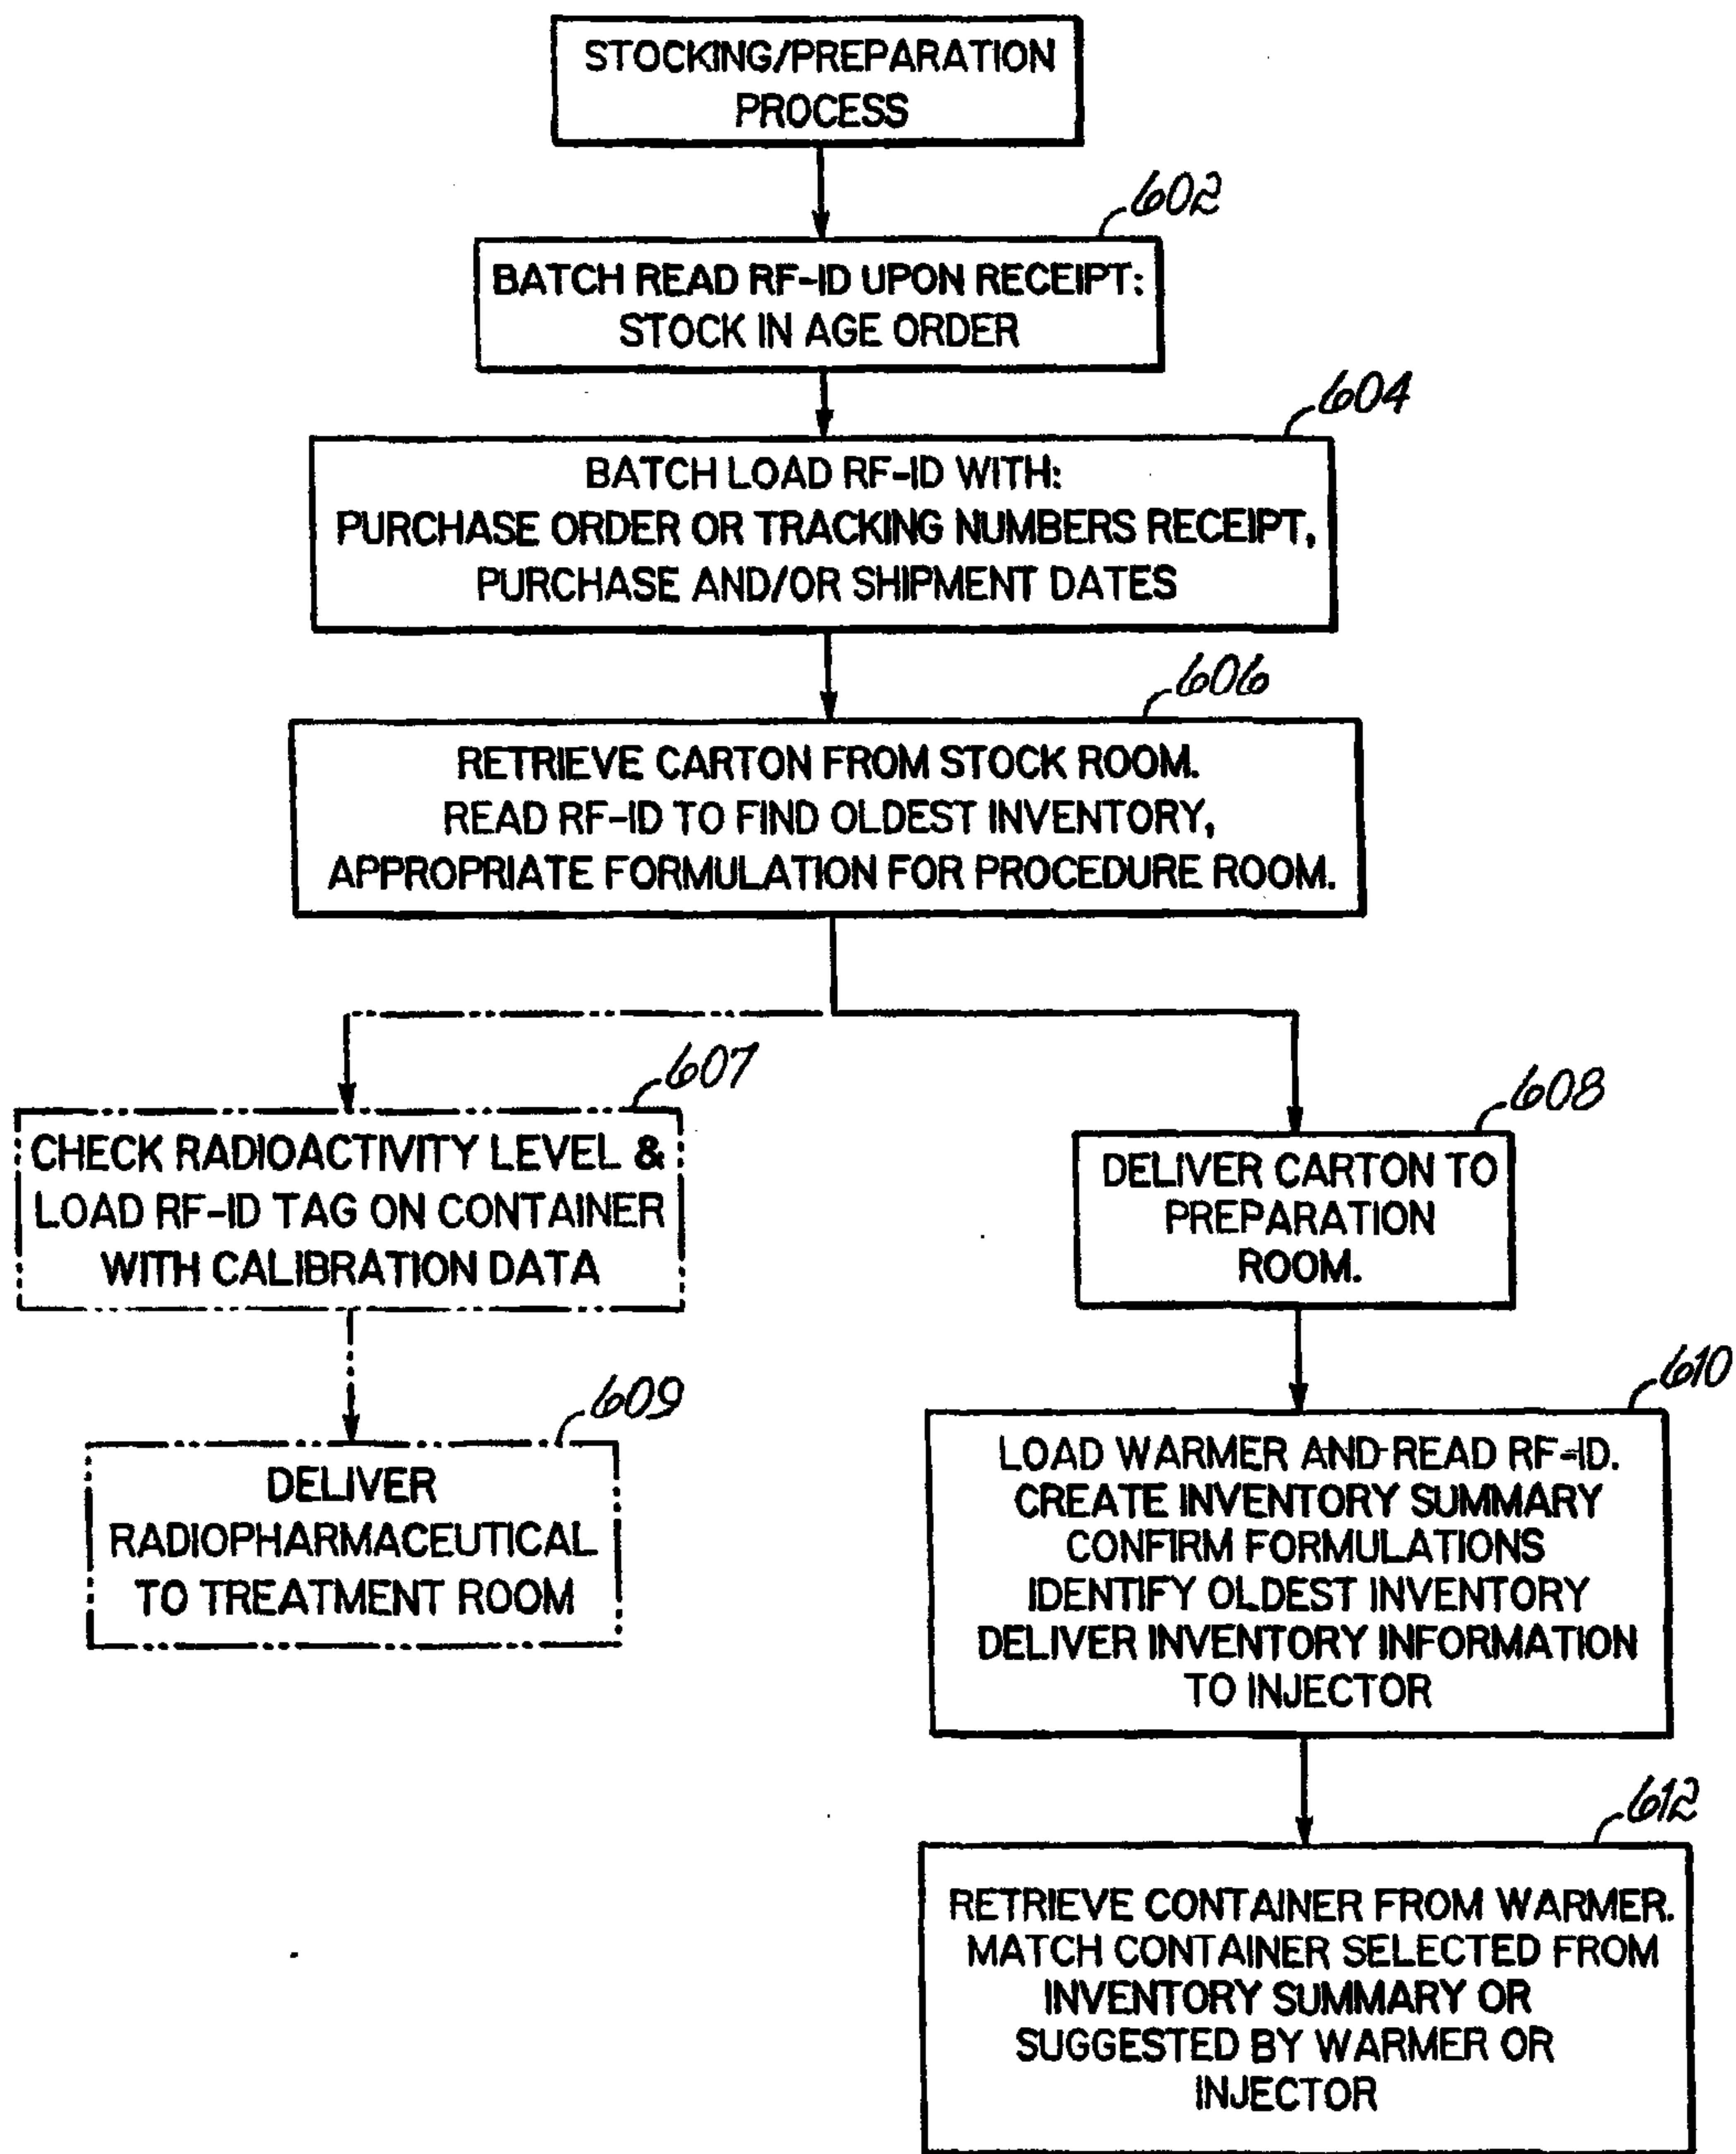 STOCKING/PREPARATION
PROCESS
602
BATCH READ RF-ID UPON RECEIPT:
STOCK IN AGE ORDER
604
BATCH LOAD RF-ID WITH:
PURCHASE ORDER OR TRACKING NUMBERS RECEIPT,
PURCHASE AND/OR SHIPMENT DATES
606
RETRIEVE CARTON FROM STOCK ROOM.
READ RF-ID TO FIND OLDEST INVENTORY,
APPROPRIATE FORMULATION FOR PROCEDURE ROOM.
607
CHECK RADIOACTIVITY LEVEL &
LOAD RF-ID TAG ON CONTAINER
WITH CALIBRATION DATA
609
DELIVER
RADIOPHARMACEUTICAL
TO TREATMENT ROOM
608
DELIVER CARTON TO
PREPARATION
ROOM.
610
LOAD WARMER AND READ RF-ID.
CREATE INVENTORY SUMMARY
CONFIRM FORMULATIONS
IDENTIFY OLDEST INVENTORY
DELIVER INVENTORY INFORMATION
TO INJECTOR
612
RETRIEVE CONTAINER FROM WARMER.
MATCH CONTAINER SELECTED FROM
INVENTORY SUMMARY OR
SUGGESTED BY WARMER OR
INJECTOR